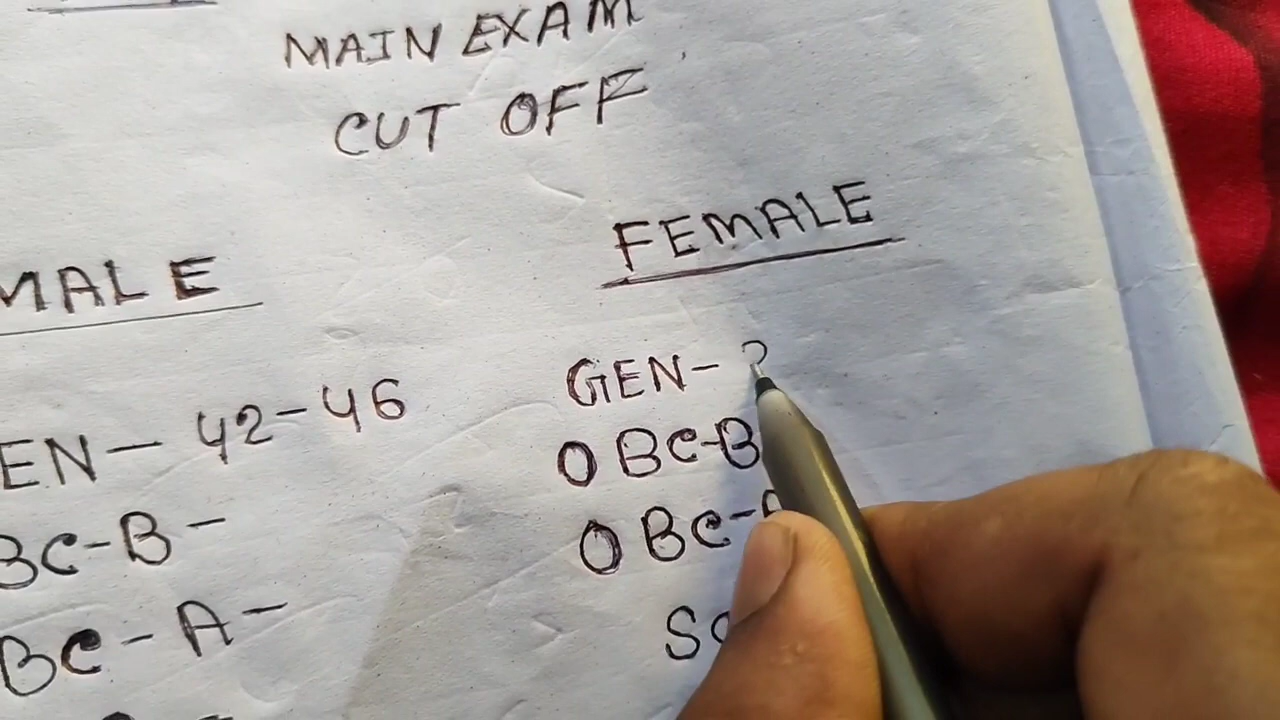 MAIN EXAM
CUT OFF
MALE
FEMALE
EN- 42-46
GEN-
BC-B-
OBC-B
BC-A-
OBC-